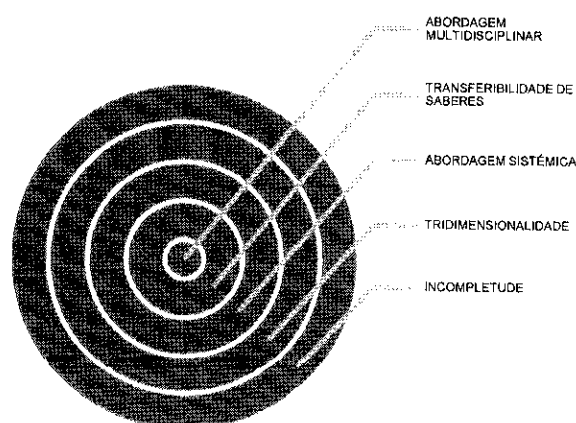 ABORDAGEM
MULTIDISCIPLINAR
TRANSFERIBILIDADE DE
SABERES
ABORDAGEM SISTÉMICA
TRIDIMENSIONALIDADE
INCOMPLETUDE